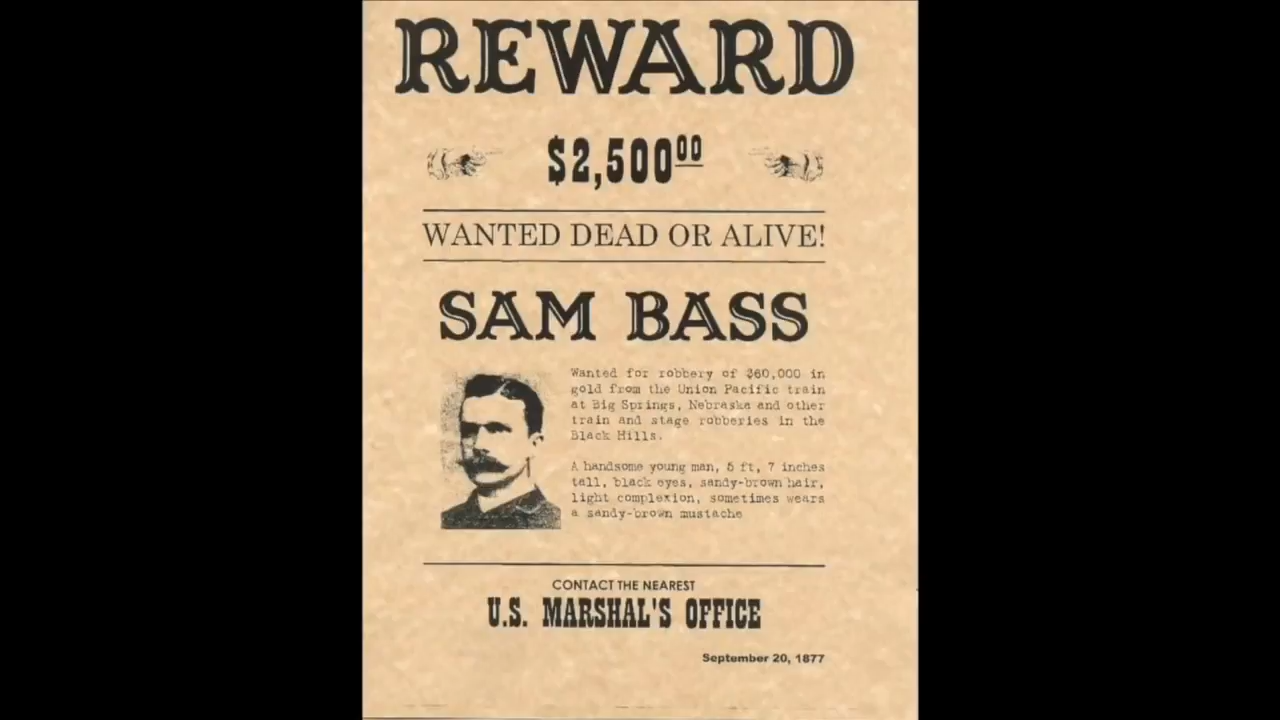 REWARD
$2,50000
WANTED DEAD OR ALIVE!
SAM BASS
Wanted for robbery of $60,000 in
gold from the Union Pacific train
at Big Springs, Nebraska and other
train and stage robberies in the
Black Hills.
A handsome young man, 5 ft, 7 inches
tall, black eyes, sandy-brown hair,
light complexion, sometimes wears
a sandy-brown mustache
CONTACT THE NEAREST
U.S. MARSHAL'S OFFICE
September 20, 1877